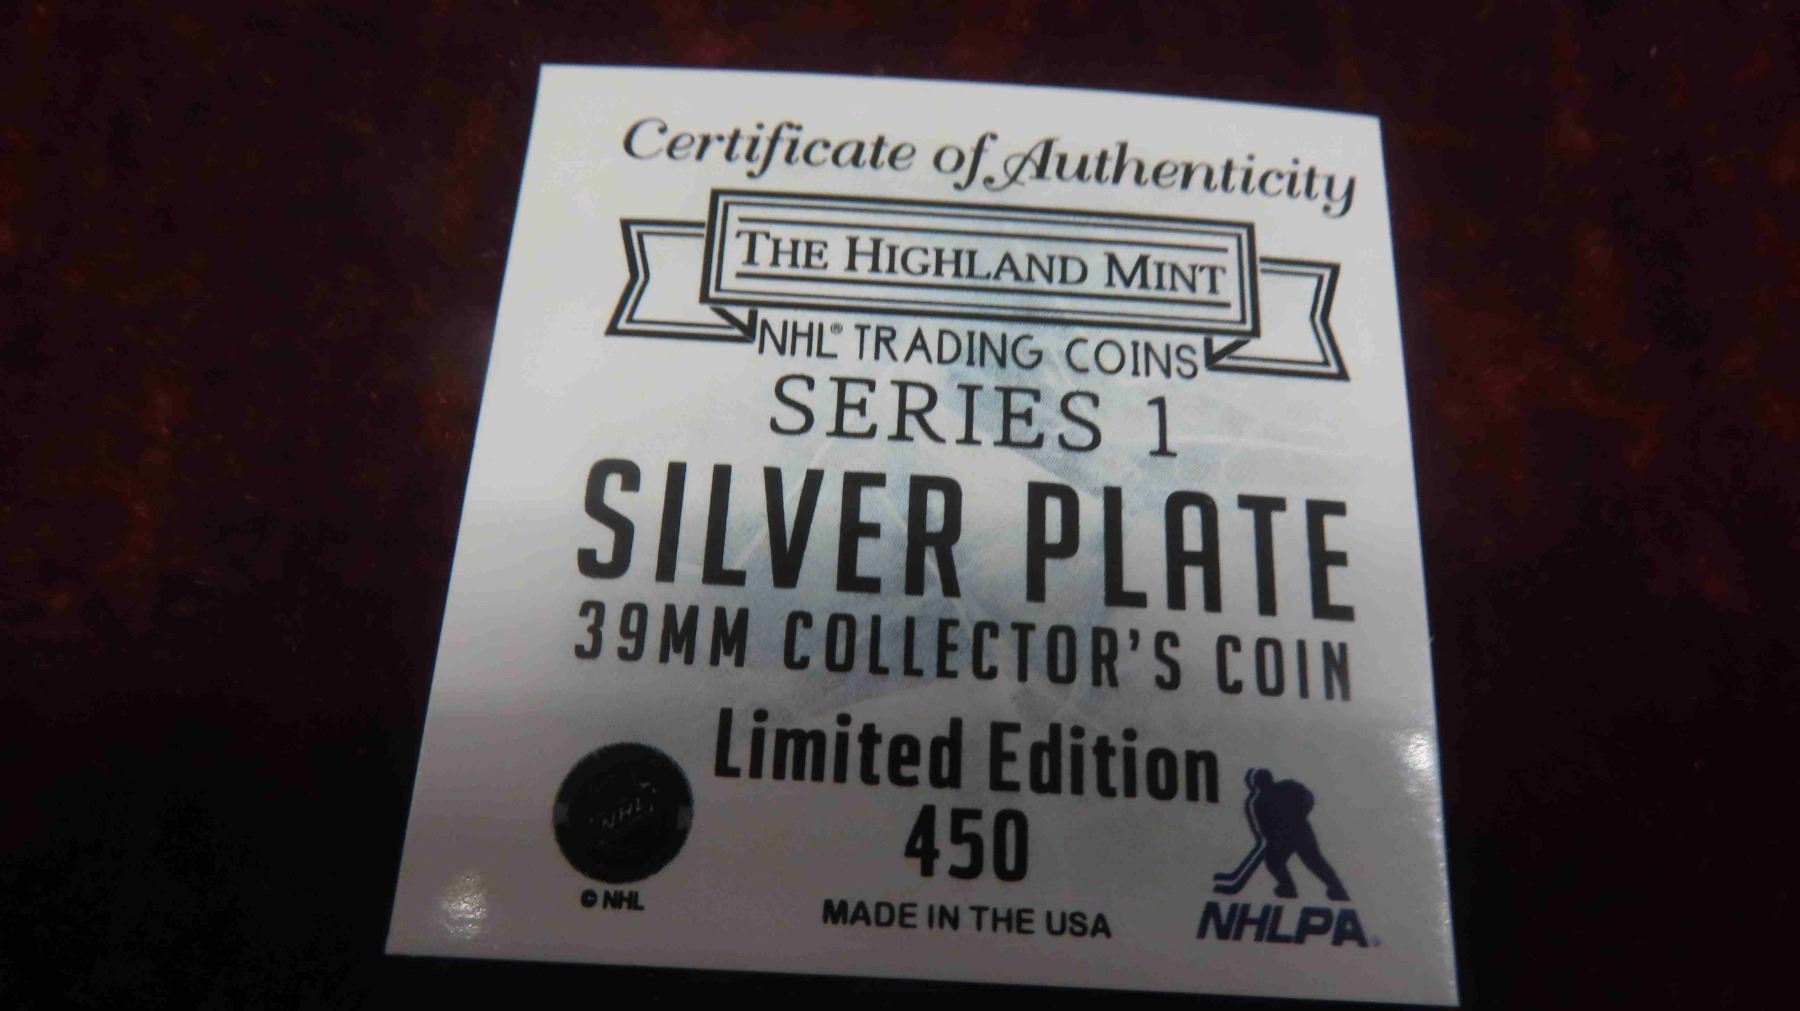 Certificate of Authenticity
THE HIGHLAND MINT
NHL® TRADING COINS
SERIES 1
SILVER PLATE
39MM COLLECTOR'S COIN
Limited Edition
450
NHL
© NHL
MADE IN THE USA
NHLPA